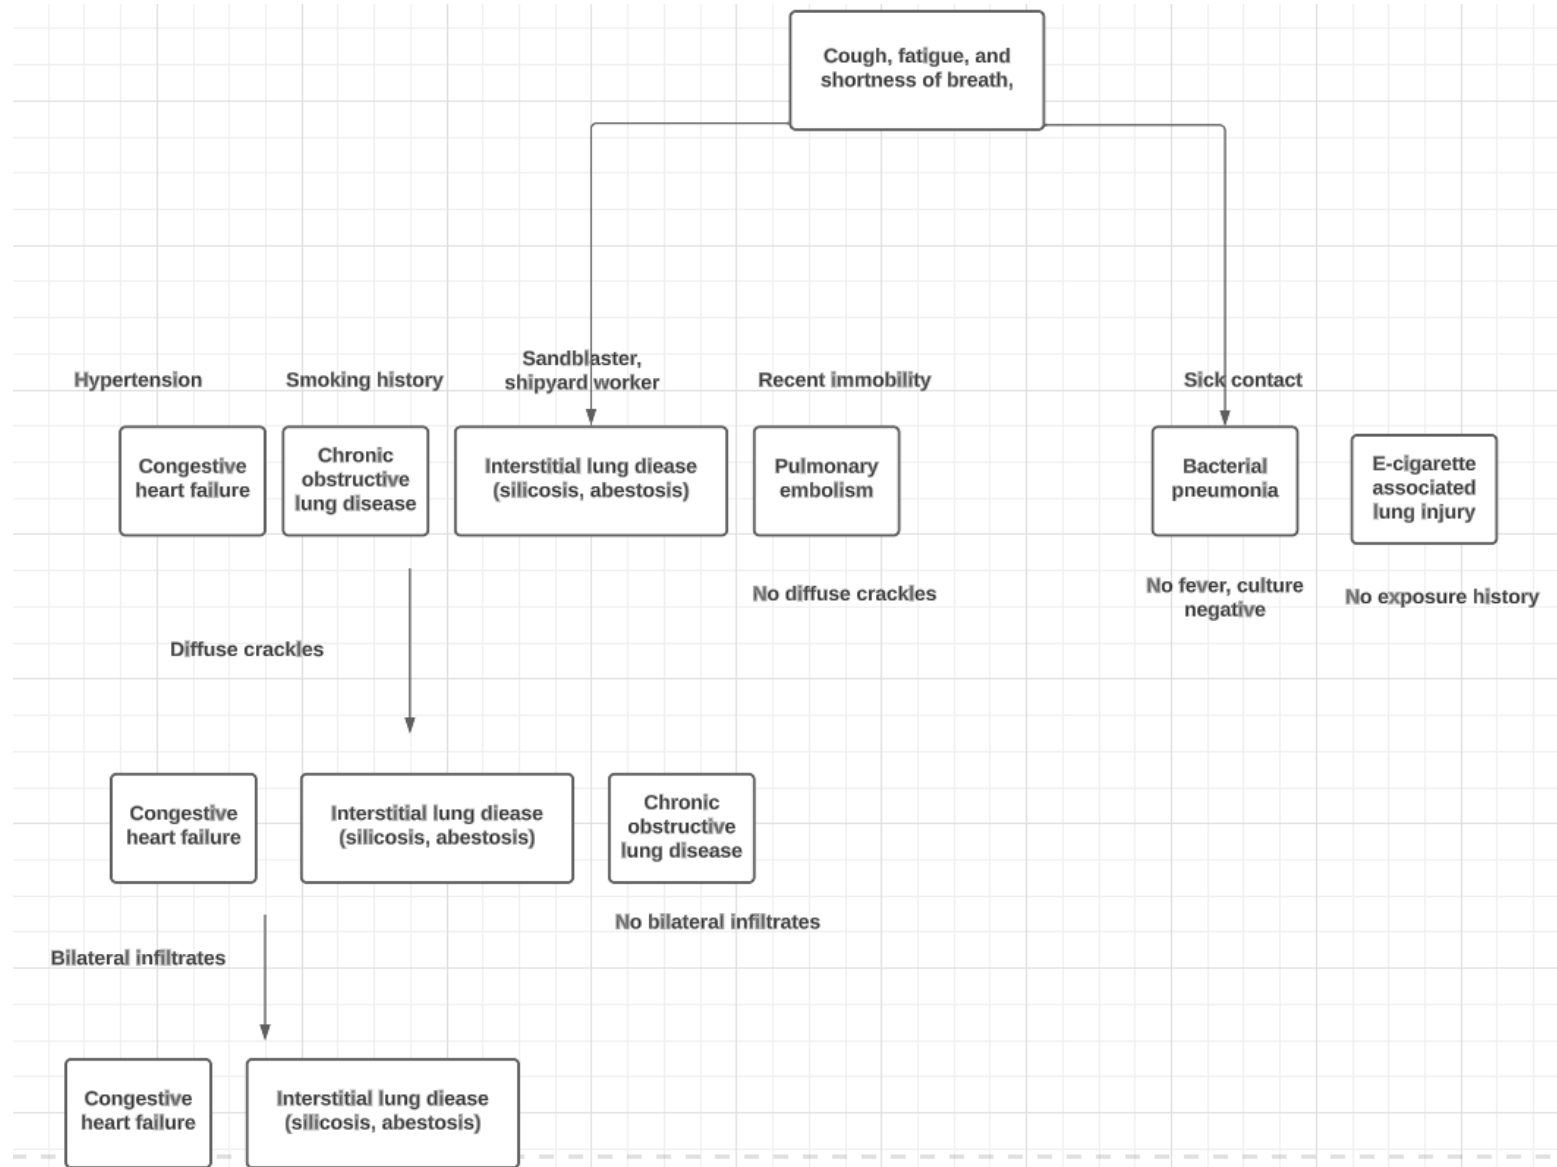 Cough, fatigue, and
shortness of breath,
Hypertension
Smoking history
Sandblaster,
shipyard worker
Recent immobility
Sick contact
Congestive
heart failure
Chronic
obstructive
lung disease
Interstitial lung diease
(silicosis, abestosis)
Pulmonary
embolism
Bacterial
pneumonia
E-cigarette
associated
lung injury
No diffuse crackles
No fever, culture
negative
No exposure history
Diffuse crackles
Congestive
heart failure
Interstitial lung diease
(silicosis, abestosis)
Chronic
obstructive
lung disease
No bilateral infiltrates
Bilateral infiltrates
Congestive
heart failure
Interstitial lung diease
(silicosis, abestosis)